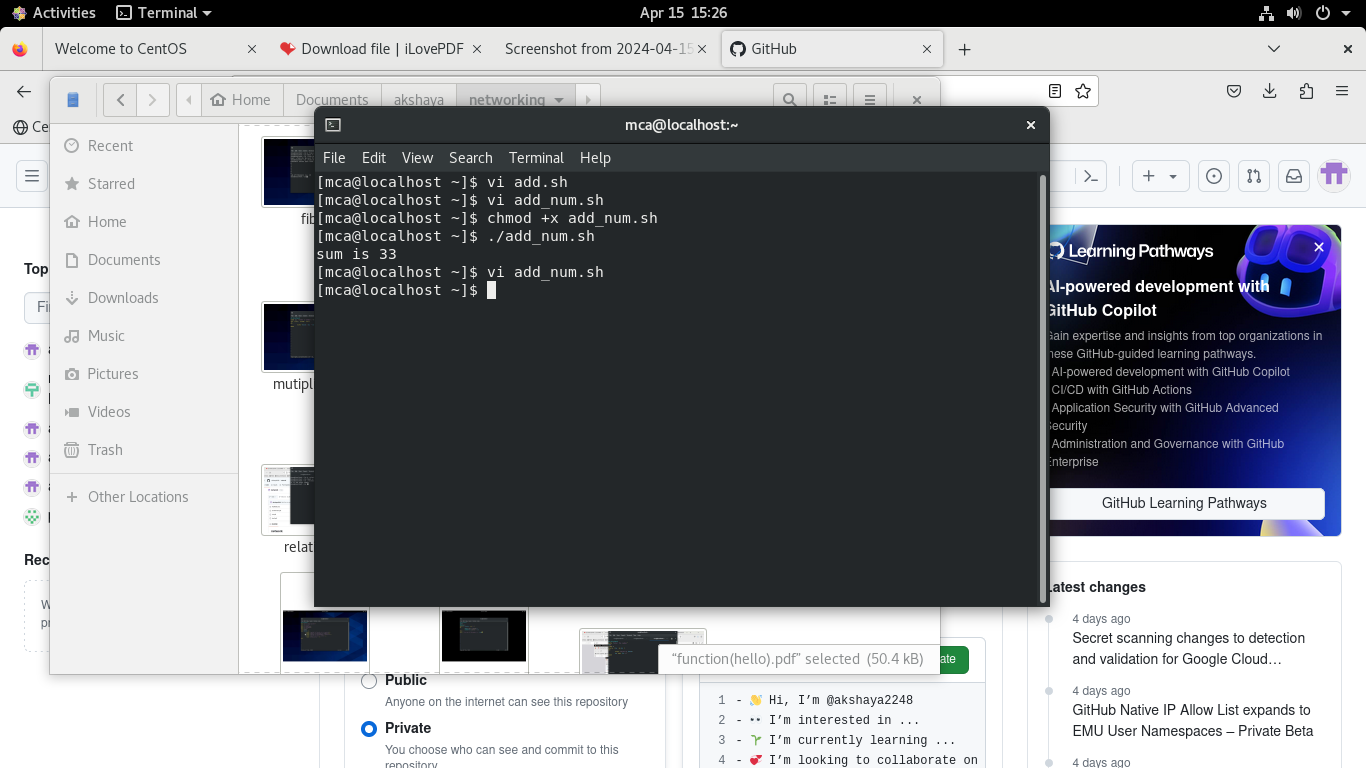 Activities
Terminal
Apr 15 15:26
Welcome to CentOS
Download file | iLovePDF
Screenshot from 2024-04-15
GitHub
Home
Documents
akshaya
networking
Ce
mca@localhost:~
Recent
Starred
Home
Documents
Downloads
Music
Pictures
Videos
Trash
Other Locations
File Edit View Search Terminal Help
[mca@localhost ~]$ vi add.sh
[mca@localhost ~]$ vi add_num.sh
[mca@localhost ~]$ chmod +x add_num.sh
[mca@localhost ~]$ ./add_num.sh
sum is 33
[mca@localhost ~]$ vi add_num.sh
[mca@localhost ~]$
Top
Fi
Rec
W
pr
fib
mutipl
relat
"function(hello).pdf" selected (50.4 kB)
ate
Public
Anyone on the internet can see this repository
Private
You choose who can see and commit to this
repository.
1 - 👋 Hi, I'm @akshaya2248
2 - 👀 I'm interested in ...
3 - 🌱 I'm currently learning ...
4 - 💞️ I'm looking to collaborate on
Learning Pathways
AI-powered development with
GitHub Copilot
Gain expertise and insights from top organizations in
these GitHub-guided learning pathways.
AI-powered development with GitHub Copilot
CI/CD with GitHub Actions
Application Security with GitHub Advanced
Security
Administration and Governance with GitHub
Enterprise
GitHub Learning Pathways
Latest changes
4 days ago
Secret scanning changes to detection
and validation for Google Cloud…
4 days ago
GitHub Native IP Allow List expands to
EMU User Namespaces – Private Beta
4 days ago